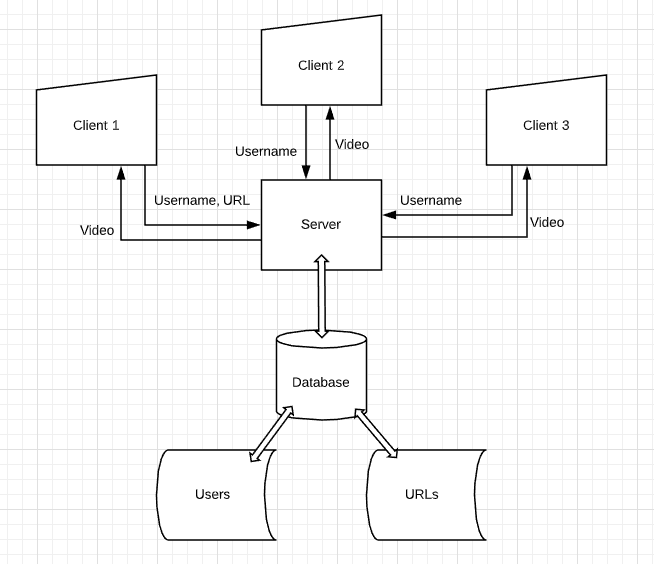 Client 2
Client 1
Client 3
Username
Video
Username, URL
Username
Video
Server
Video
Database
Users
URLs